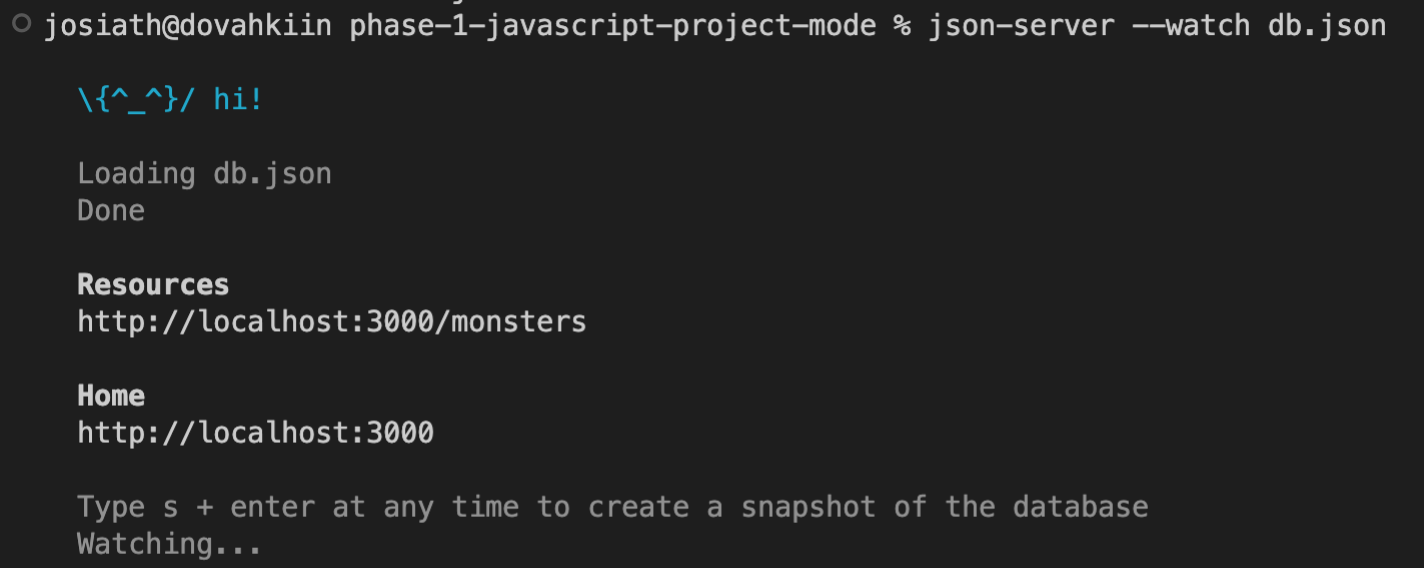 josiath@dovahkiin phase-1-javascript-project-mode % json-server --watch db.json
\{^_^}/ hi!
Loading db.json
Done
Resources
http://localhost:3000/monsters
Home
http://localhost:3000
Type s + enter at any time to create a snapshot of the database
Watching...